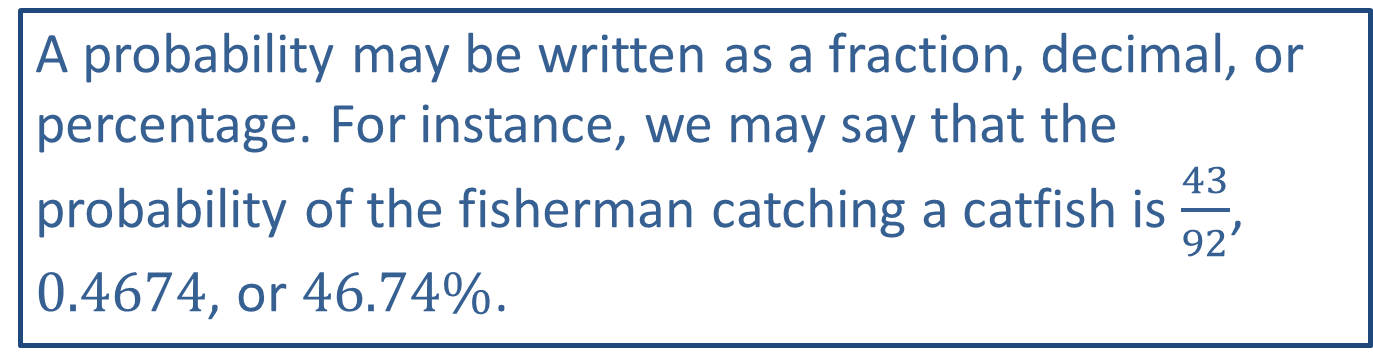 A probability may be written as a fraction, decimal, or
percentage. For instance, we may say that the
probability of the fisherman catching a catfish is 43/92,
0.4674, or 46.74%.